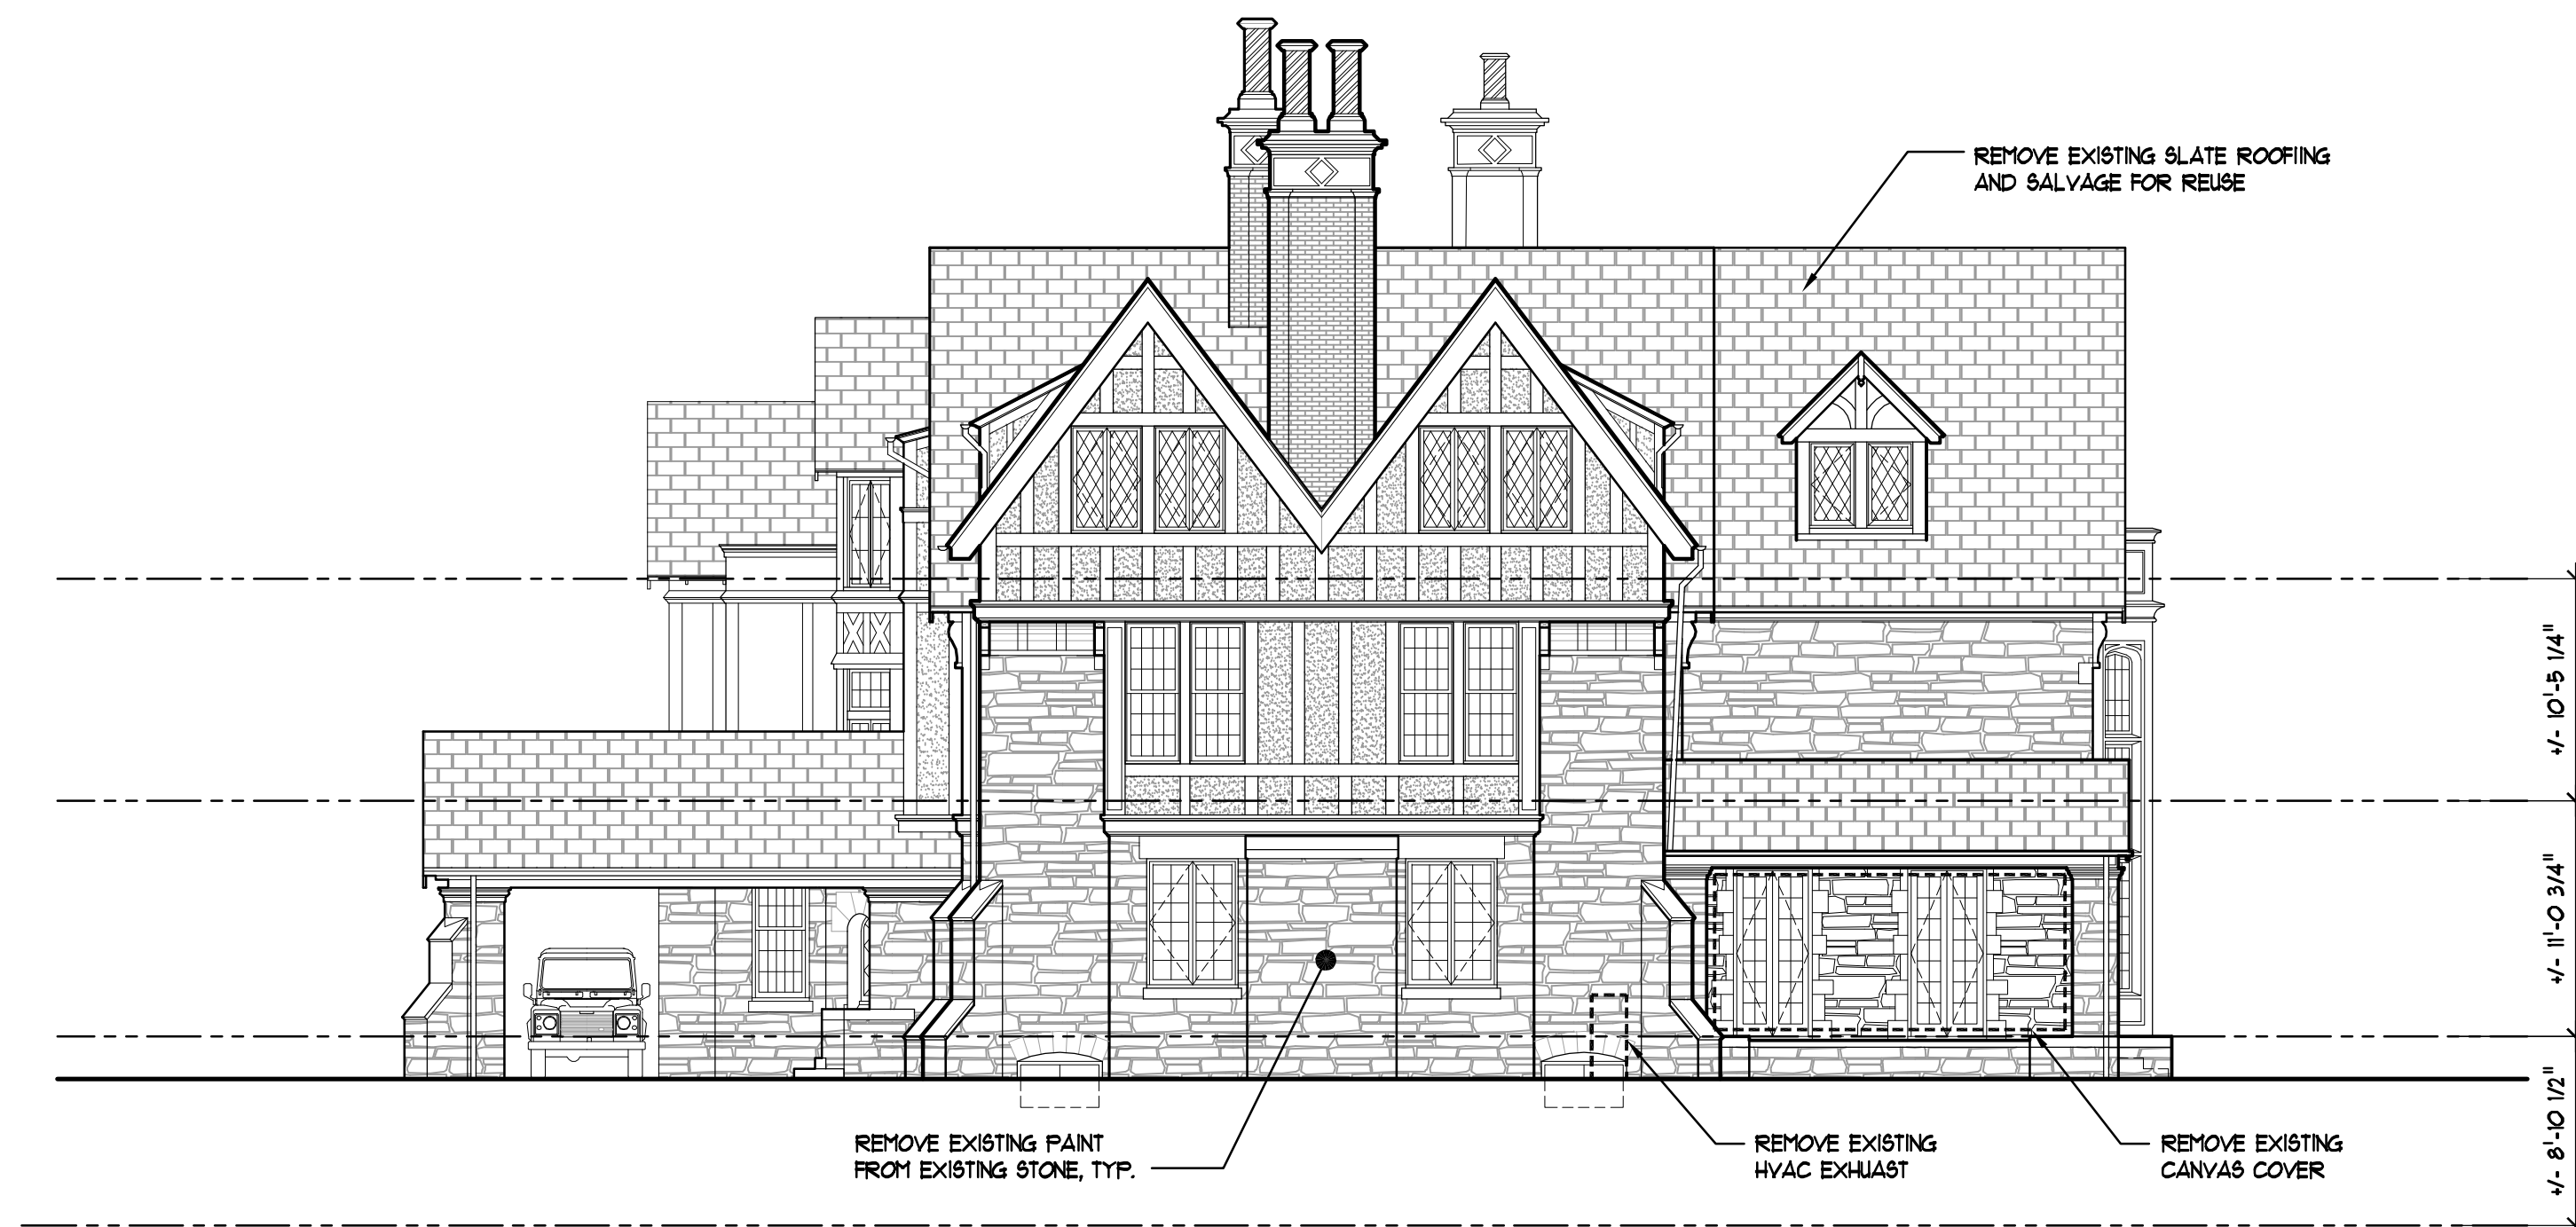 REMOVE EXISTING SLATE ROOFIING
AND SALVAGE FOR REUSE
+/- 10'-5 1/4"
+/- 11'-0 3/4"
+/- 8'-10 1/2"
REMOVE EXISTING PAINT
FROM EXISTING STONE, TYP.
REMOVE EXISTING
HVAC EXHUAST
REMOVE EXISTING
CANVAS COVER